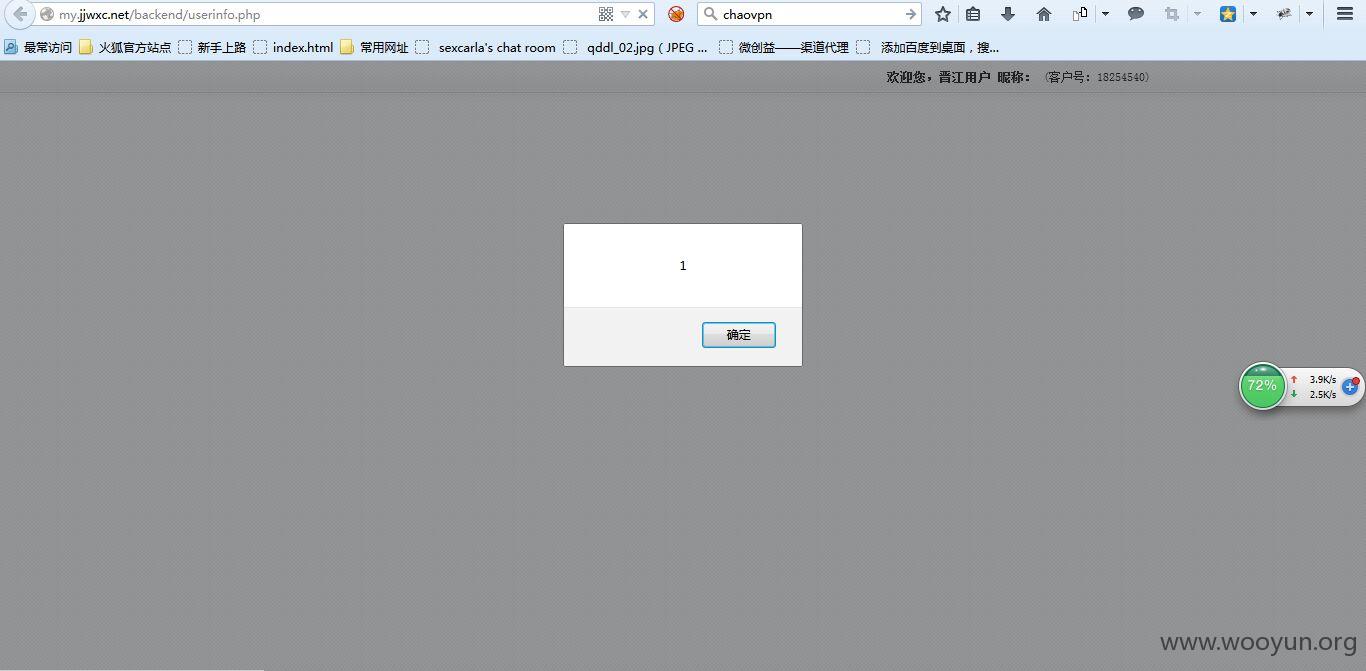 my.jjwxc.net/backend/userinfo.php
chaovpn
最常访问 火狐官方站点 新手上路 index.html 常用网址 sexcarla's chat room qddl_02.jpg ( JPEG ... 微创益——渠道代理 添加百度到桌面，搜...
欢迎您，晋江用户 昵称： （客户号：18254540）
1
确定
72%
3.9K/s
2.5K/s
www.wooyun.org